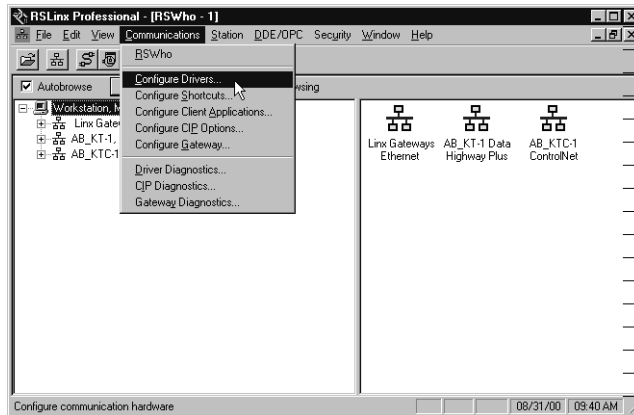 RSLinx Professional - [RSWho - 1]
File Edit View Communications Station DDE/OPC Security Window Help
RSWho
Configure Drivers...
Configure Shortcuts...
Configure Client Applications...
Configure CIP Options...
Configure Gateway...
Driver Diagnostics...
CIP Diagnostics...
Gateway Diagnostics...
Autobrowse
Workstation,
Linx
AB_KT-1,
AB_KTC-1
Linx Gateways
Ethernet
AB_KT-1 Data
Highway Plus
AB_KTC-1
ControlNet
Configure communication hardware
08/31/00 09:40 AM